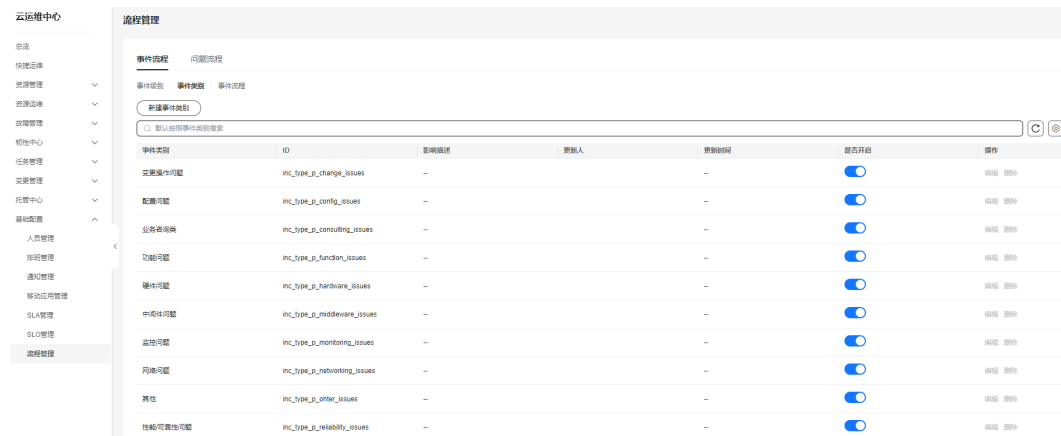 云运维中心
总览
快捷运维
资源管理
资源运维
故障管理
韧性中心
任务管理
变更管理
托管中心
基础配置
人员管理
排班管理
通知管理
移动应用管理
SLA管理
SLO管理
流程管理
流程管理
事件流程 问题流程
事件级别 事件类别 事件流程
新建事件类别
默认按照事件类别搜索
事件类别 ID 影响描述 更新人 更新时间 是否开启 操作
变更操作问题 inc_type_p_change_issues -- -- 编辑 删除
配置问题 inc_type_p_config_issues -- -- 编辑 删除
业务咨询类 inc_type_p_consulting_issues -- -- 编辑 删除
功能问题 inc_type_p_function_issues -- -- 编辑 删除
硬件问题 inc_type_p_hardware_issues -- -- 编辑 删除
中间件问题 inc_type_p_middleware_issues -- -- 编辑 删除
监控问题 inc_type_p_monitoring_issues -- -- 编辑 删除
网络问题 inc_type_p_networking_issues -- -- 编辑 删除
其他 inc_type_p_ohter_issues -- -- 编辑 删除
性能/可靠性问题 inc_type_p_reliability_issues -- -- 编辑 删除